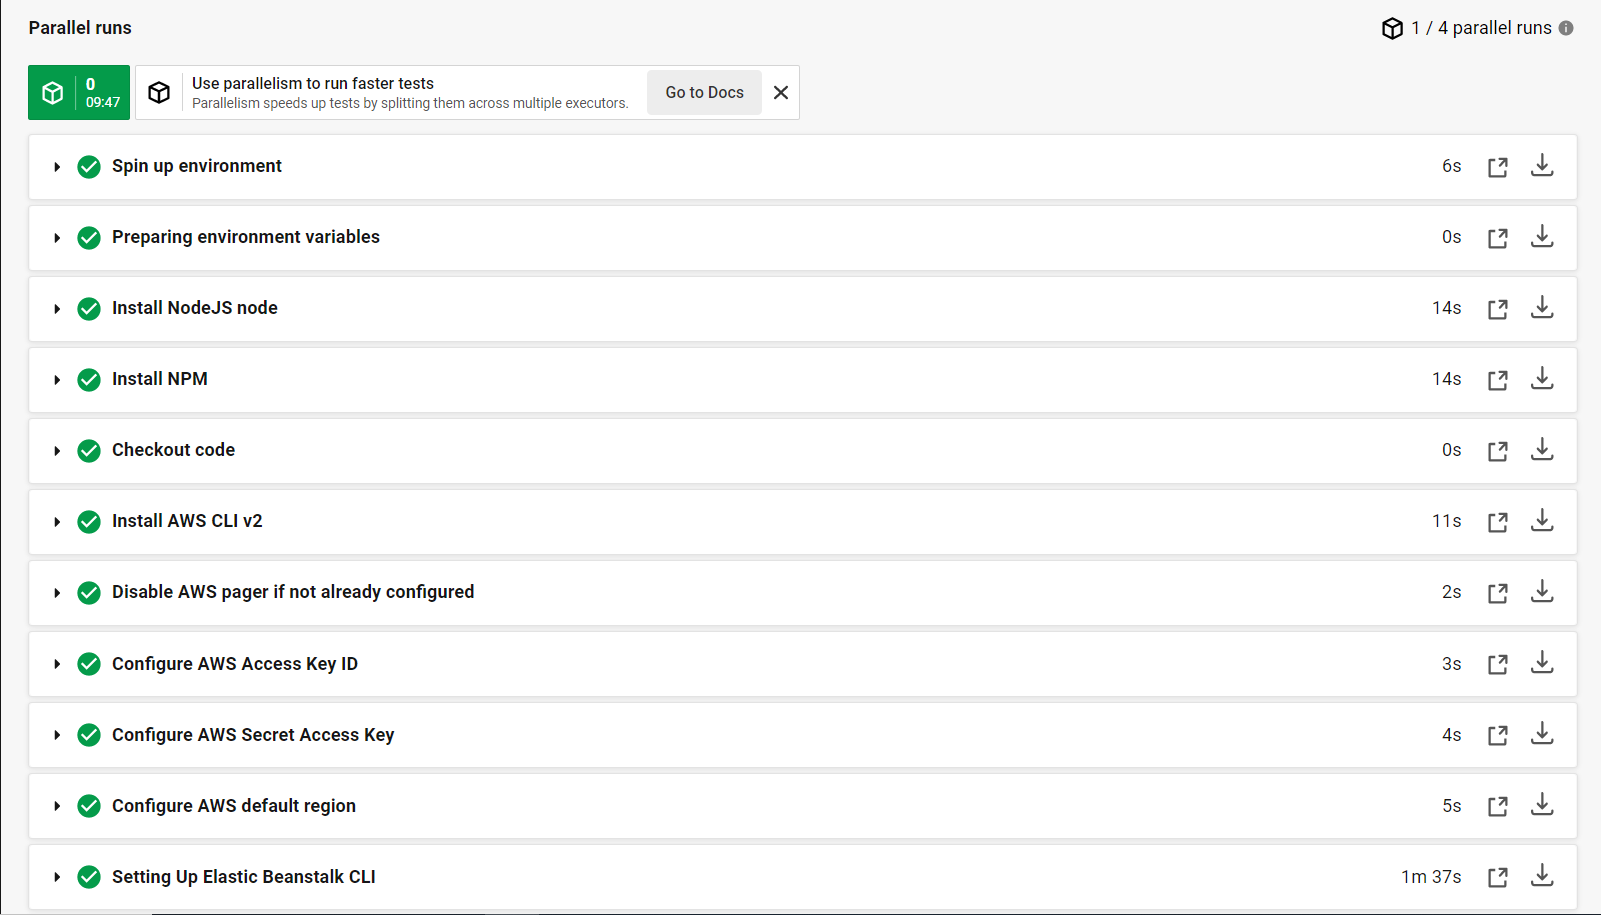 Parallel runs
1 / 4 parallel runs
0
09:47
Use parallelism to run faster tests
Parallelism speeds up tests by splitting them across multiple executors.
Go to Docs
Spin up environment 6s
Preparing environment variables 0s
Install NodeJS node 14s
Install NPM 14s
Checkout code 0s
Install AWS CLI v2 11s
Disable AWS pager if not already configured 2s
Configure AWS Access Key ID 3s
Configure AWS Secret Access Key 4s
Configure AWS default region 5s
Setting Up Elastic Beanstalk CLI 1m 37s